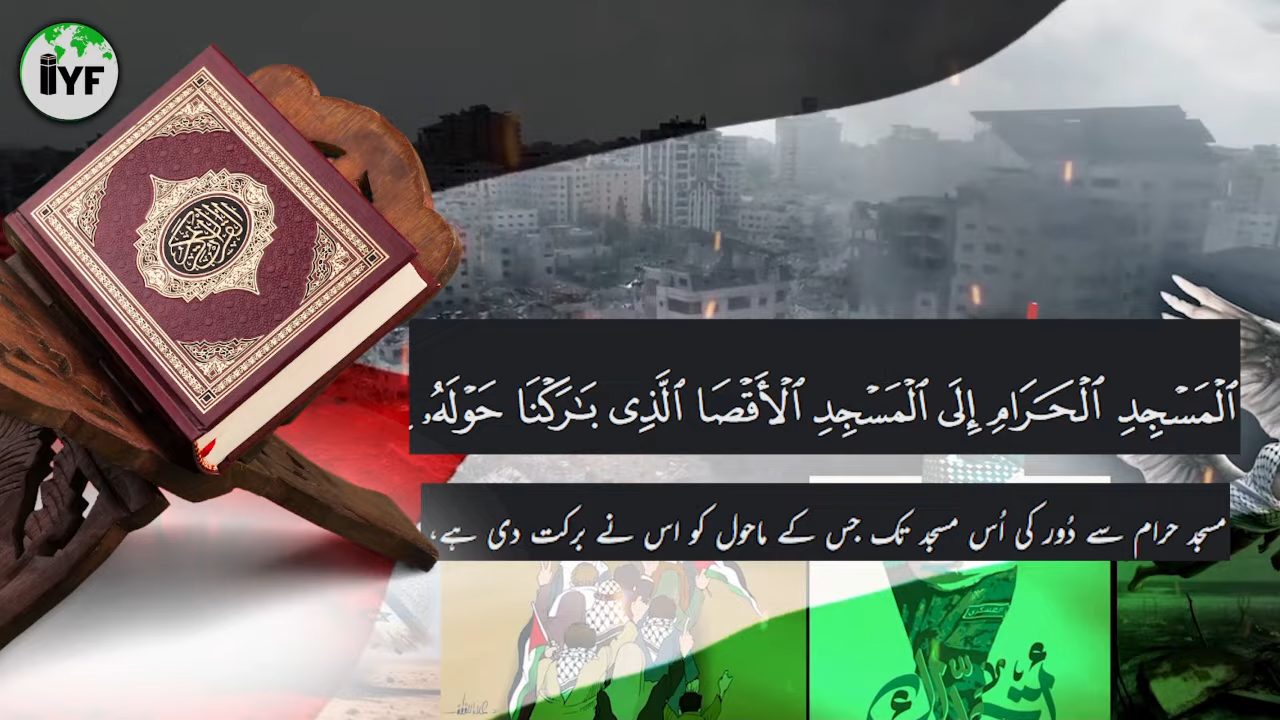 IYF
ٱلْمَسْجِدِ ٱلْحَرَامِ إِلَى ٱلْمَسْجِدِ ٱلْأَقْصَا ٱلَّذِى بَـٰرَكْنَا حَوْلَهُۥ
مسجد حرام سے دُور کی اُس مسجد تک جس کے ماحول کو اس نے برکت دی ہے،